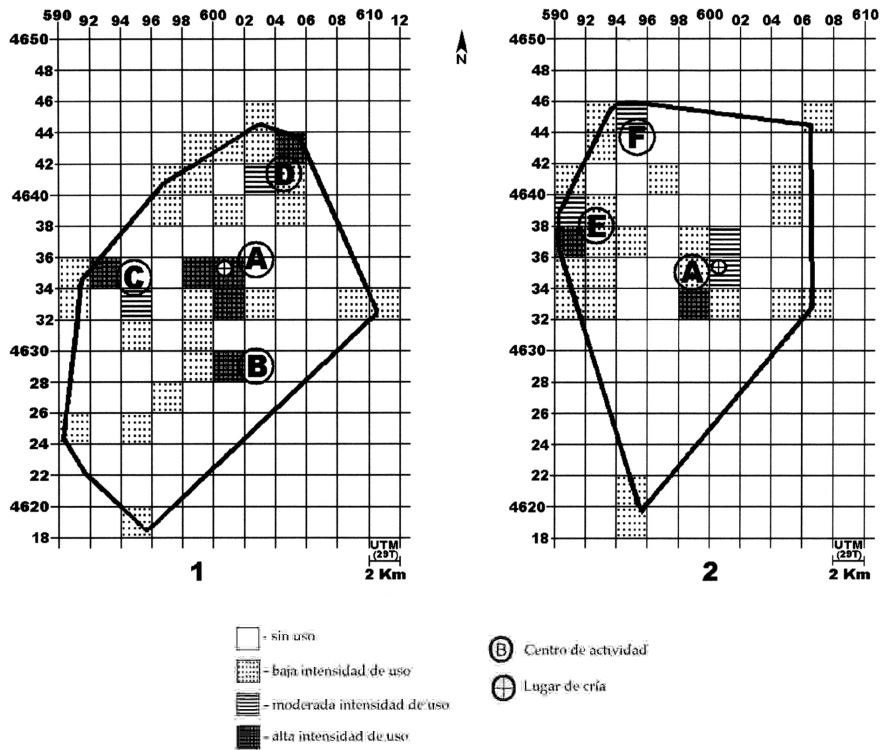 590 92 94 96 98 600 02 04 06 08 610 12
4650
48
46
44
42
4640
38
36
34
32
4630
28
26
24
22
4620
18
D
A
C
B
UTM
(29T)
2 Km
1
N
590 92 94 96 98 600 02 04 06 08 610
4650
48
46
44
42
4640
38
36
34
32
4630
28
26
24
22
4620
18
F
E
A
UTM
(29T)
2 Km
2
- sin uso
- baja intensidad de uso
- moderada intensidad de uso
- alta intensidad de uso
B Centro de actividad
Lugar de cría